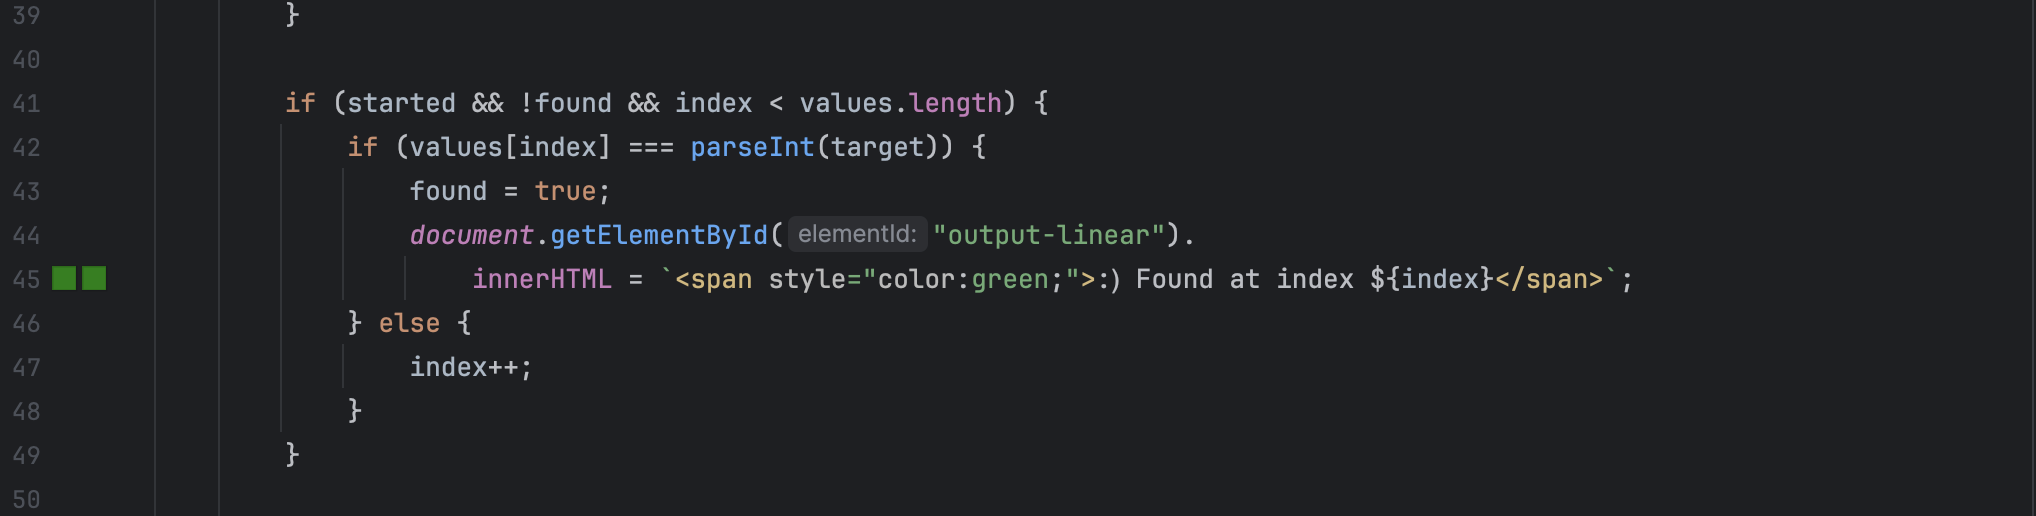 39 }
40
41 if (started && !found && index < values.length) {
42 if (values[index] === parseInt(target)) {
43 found = true;
44 document.getElementById( elementId: "output-linear").
45 innerHTML = `<span style="color:green;">:) Found at index ${index}</span>`;
46 } else {
47 index++;
48 }
49 }
50